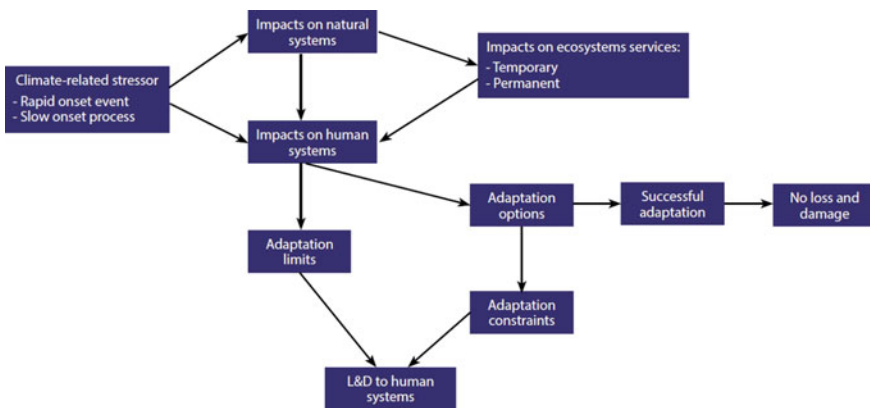 Impacts on natural
systems
Impacts on ecosystems services:
- Temporary
- Permanent
Climate-related stressor
- Rapid onset event
- Slow onset process
Impacts on human
systems
Adaptation
options
Successful
adaptation
No loss and
damage
Adaptation
limits
Adaptation
constraints
L&D to human
systems